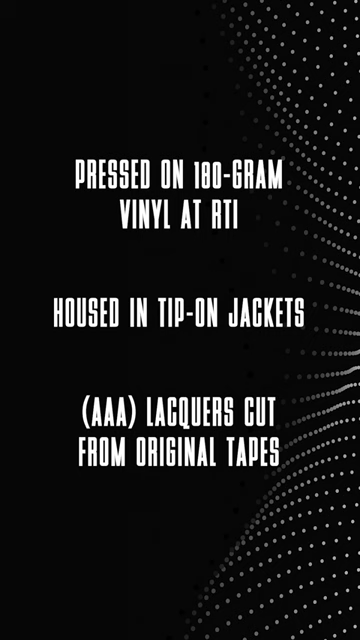 PRESSED ON 180-GRAM
VINYL AT RTI
HOUSED IN TIP-ON JACKETS
(AAA) LACQUERS CUT
FROM ORIGINAL TAPES